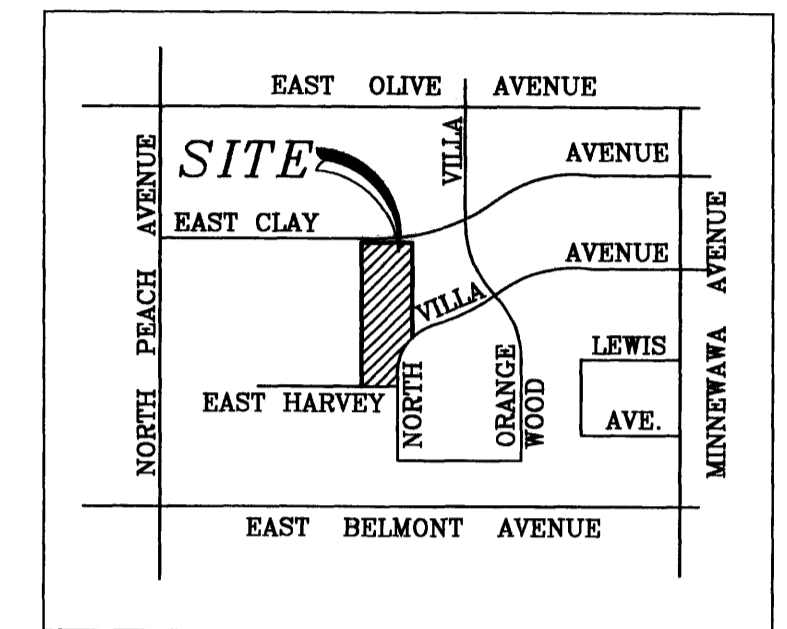 EAST OLIVE AVENUE
VILLA
AVENUE
SITE
NORTH PEACH AVENUE
EAST CLAY
MINNEWAWA AVENUE
AVENUE
VILLA
LEWIS
AVE.
NORTH
ORANGE
WOOD
EAST HARVEY
EAST BELMONT AVENUE